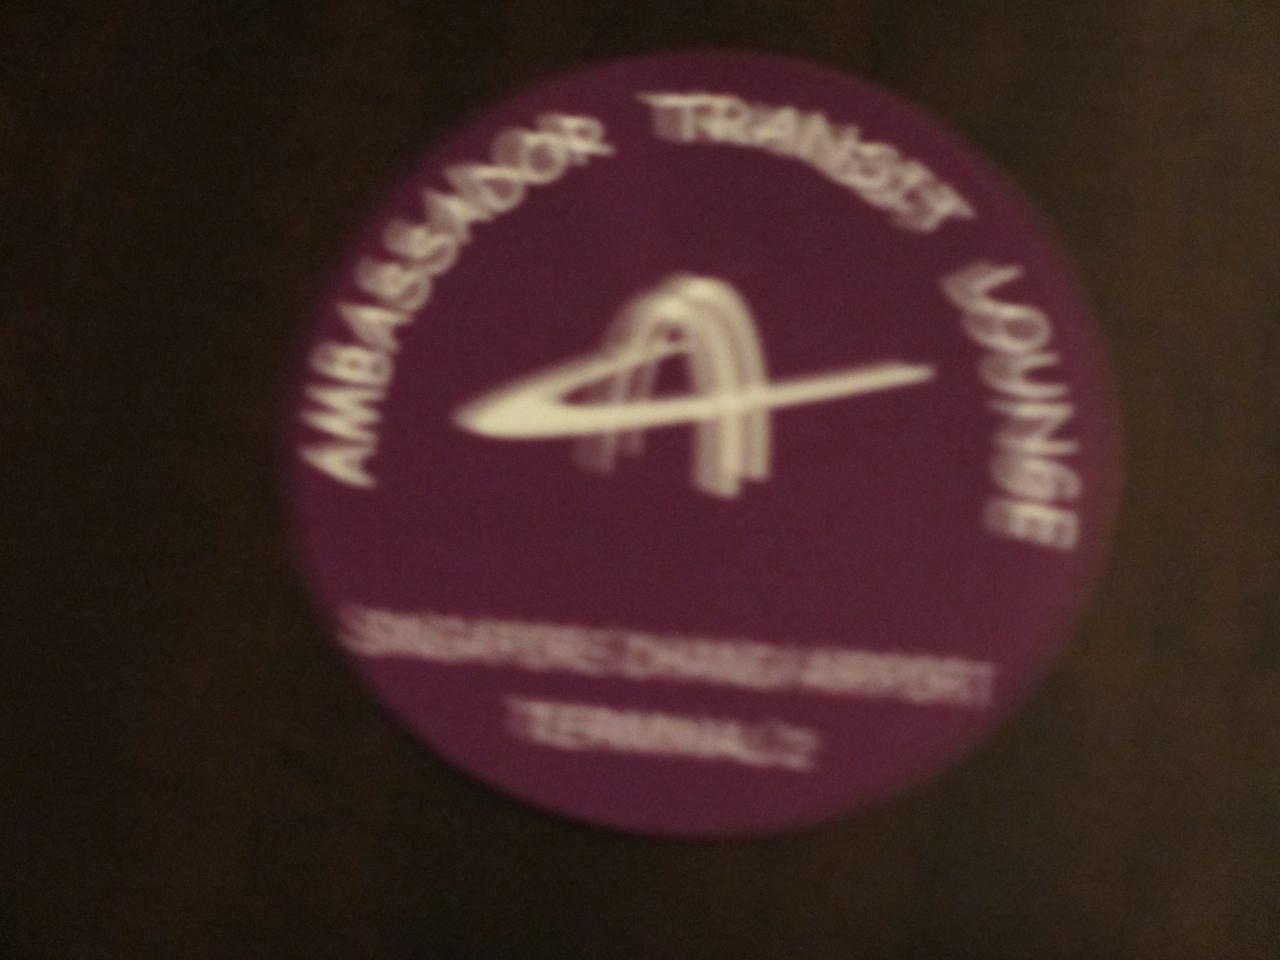 AMBASSADOR TRANSIT LOUNGE
SINGAPORE CHANGI AIRPORT
TERMINAL 2